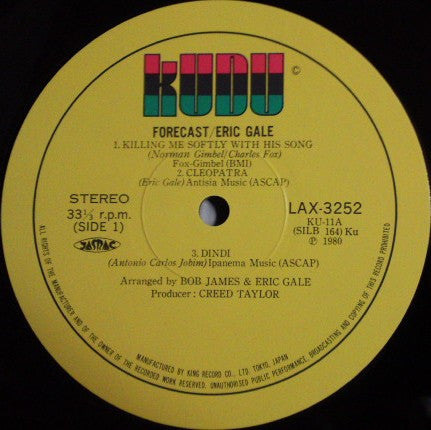 KUDU
©
FORECAST/ERIC GALE
1. KILLING ME SOFTLY WITH HIS SONG
(Norman Gimbel/Charles Fox)
Fox-Gimbel (BMI)
2. CLEOPATRA
(Eric Gale) Antisia Music (ASCAP)
STEREO
33⅓ r.p.m.
(SIDE 1)
JASRAC
LAX-3252
KU-11A
(SILB 164) Ku
℗ 1980
3. DINDI
(Antonio Carlos Jobim) Ipanema Music (ASCAP)
Arranged by BOB JAMES & ERIC GALE
Producer : CREED TAYLOR
MANUFACTURED BY KING RECORD CO., LTD. TOKYO, JAPAN
ALL RIGHTS OF THE MANUFACTURER AND OF THE OWNER OF THE RECORDED WORK RESERVED. UNAUTHORISED PUBLIC PERFORMANCE, BROADCASTING AND COPYING OF THIS RECORD PROHIBITED